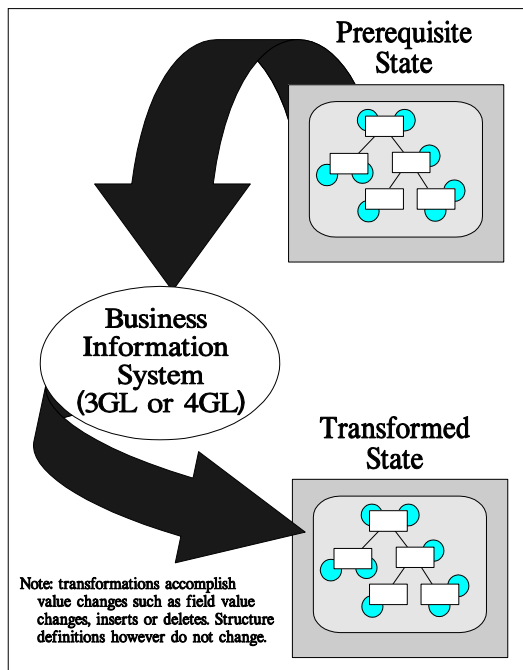 Prerequisite
State
Business
Information
System
(3GL or 4GL)
Transformed
State
Note: transformations accomplish
value changes such as field value
changes, inserts or deletes. Structure
definitions however do not change.